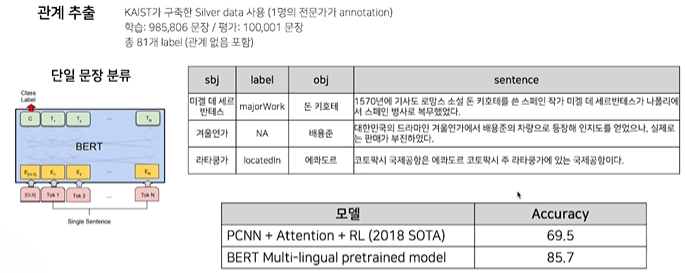 관계 추출
KAIST가 구축한 Silver data 사용 (1명의 전문가가 annotation)
학습: 985,806 문장 / 평가: 100,001 문장
총 81개 label (관계 없음 포함)
단일 문장 분류
Class
Label
C T₁ T₂ ... Tₙ
BERT
E[CLS] E₁ E₂ ... Eₙ
[CLS] Tok 1 Tok 2 ... Tok N
Single Sentence
sbj label obj sentence
미겔 데 세르반테스 majorWork 돈 키호테 1570년에 기사도 로망스 소설 돈 키호테를 쓴 스페인 작가 미겔 데 세르반테스가 나폴리에
서 스페인 병사로 복무했었다.
겨울연가 NA 배용준 대한민국의 드라마인 겨울연가에서 배용준의 차량으로 등장해 인지도를 얻었으나, 실제로
는 판매가 부진하였다.
라타쿵가 locatedIn 에콰도르 코토팍시 국제공항은 에콰도르 코토팍시 주 라타쿵가에 있는 국제공항이다.
모델 Accuracy
PCNN + Attention + RL (2018 SOTA) 69.5
BERT Multi-lingual pretrained model 85.7